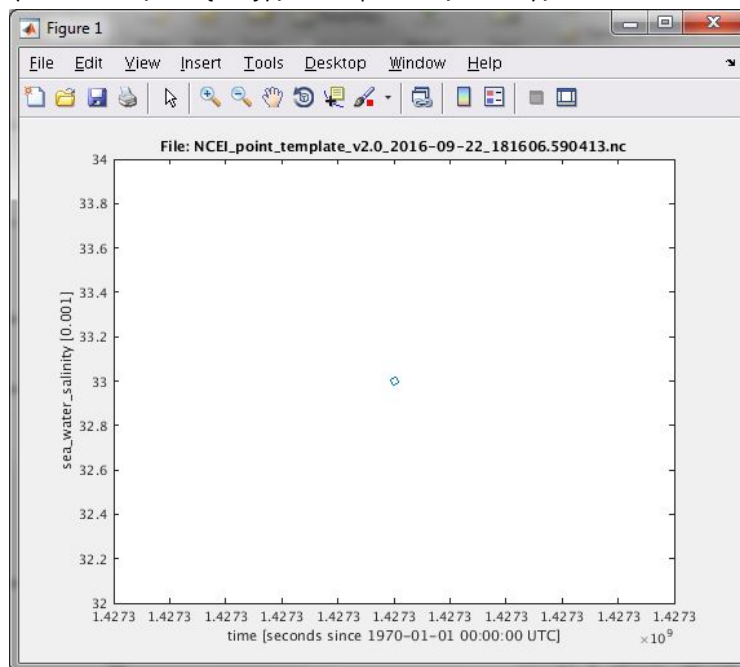 Figure 1
File Edit View Insert Tools Desktop Window Help
File: NCEI_point_template_v2.0_2016-09-22_181606.590413.nc
34
33.8
33.6
33.4
33.2
33
32.8
32.6
32.4
32.2
32
sea_water_salinity [0.001]
1.4273 1.4273 1.4273 1.4273 1.4273 1.4273 1.4273 1.4273 1.4273 1.4273 1.4273
time [seconds since 1970-01-01 00:00:00 UTC]
×10⁹